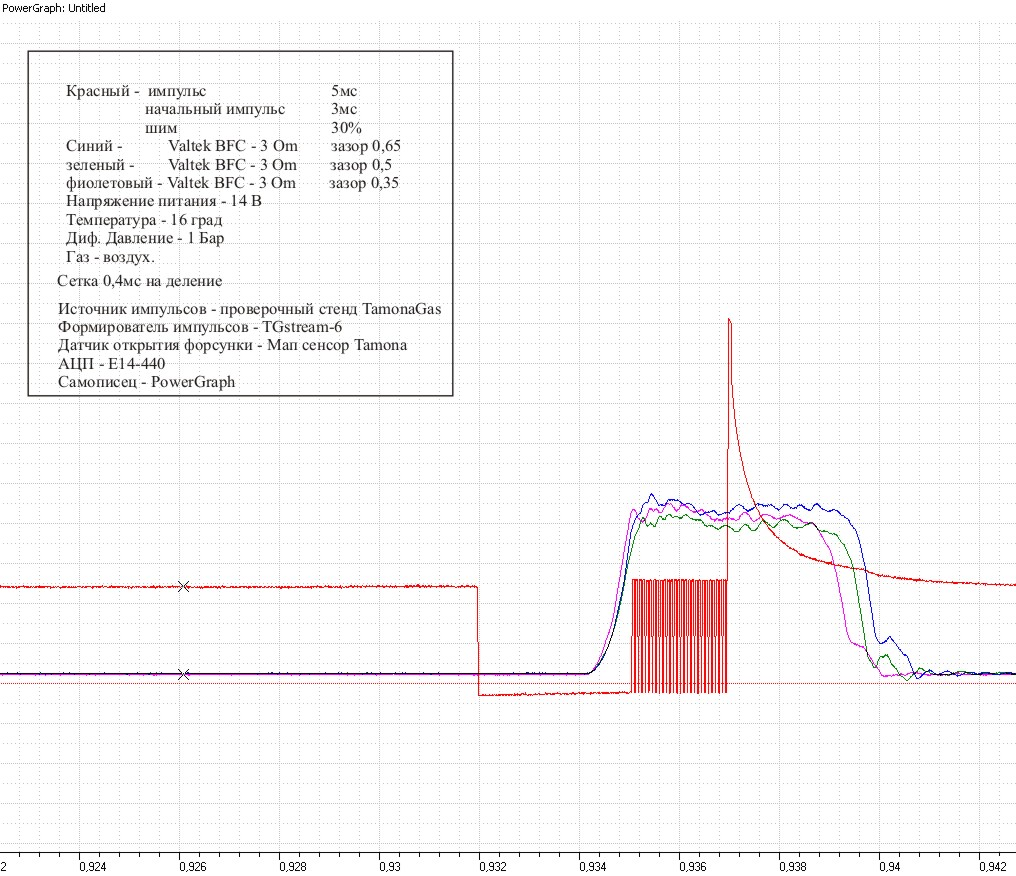 PowerGraph: Untitled
Красный - импульс 5мс
начальный импульс 3мс
шим 30%
Синий - Valtek BFC - 3 Om зазор 0,65
зеленый - Valtek BFC - 3 Om зазор 0,5
фиолетовый - Valtek BFC - 3 Om зазор 0,35
Напряжение питания - 14 В
Температура - 16 град
Диф. Давление - 1 Бар
Газ - воздух.
Сетка 0,4мс на деление
Источник импульсов - проверочный стенд TamonaGas
Формирователь импульсов - TGstream-6
Датчик открытия форсунки - Мап сенсор Tamona
АЦП - E14-440
Самописец - PowerGraph
2 0,924 0,926 0,928 0,93 0,932 0,934 0,936 0,938 0,94 0,942